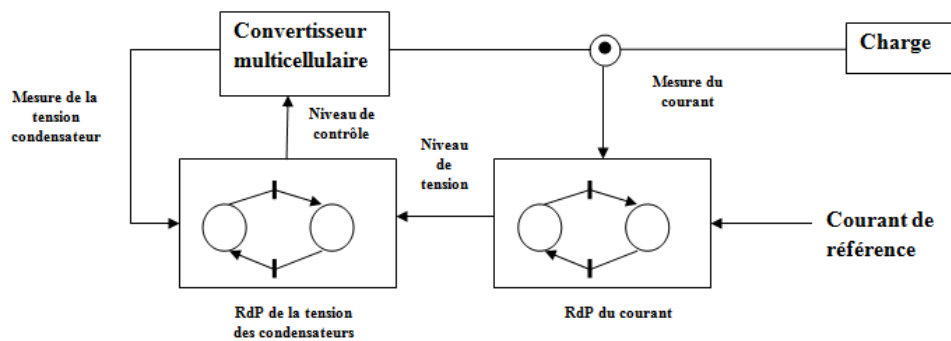 Convertisseur
multicellulaire
Charge
Mesure de la
tension
condensateur
Niveau de
contrôle
Mesure du
courant
Niveau
de
tension
Courant de
référence
RdP de la tension
des condensateurs
RdP du courant